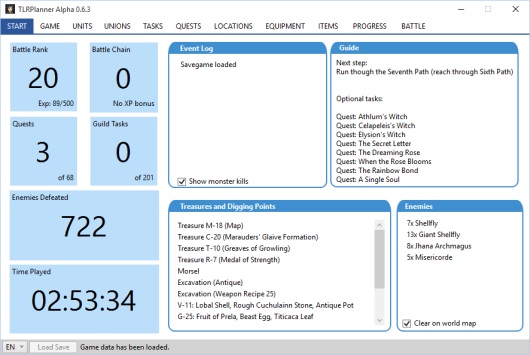 TLRPlanner Alpha 0.6.3
START GAME UNITS UNIONS TASKS QUESTS LOCATIONS EQUIPMENT ITEMS PROGRESS BATTLE
Battle Rank
20
Exp: 89/500
Battle Chain
0
No XP bonus
Quests
3
of 68
Guild Tasks
0
of 201
Enemies Defeated
722
Time Played
02:53:34
Event Log
Savegame loaded
Show monster kills
Guide
Next step:
Run though the Seventh Path (reach through Sixth Path)
Optional tasks:
Quest: Athlum's Witch
Quest: Celapeleis's Witch
Quest: Elysion's Witch
Quest: The Secret Letter
Quest: The Dreaming Rose
Quest: When the Rose Blooms
Quest: The Rainbow Bond
Quest: A Single Soul
Treasures and Digging Points
Treasure M-18 (Map)
Treasure C-20 (Marauders' Glaive Formation)
Treasure T-10 (Greaves of Growling)
Treasure R-7 (Medal of Strength)
Morsel
Excavation (Antique)
Excavation (Weapon Recipe 25)
V-11: Lobal Shell, Rough Cuchulainn Stone, Antique Pot
G-25: Fruit of Prela, Beast Egg, Titicaca Leaf
Enemies
7x Shellfly
13x Giant Shellfly
8x Jhana Archmagus
5x Misericorde
Clear on world map
EN Load Save Game data has been loaded.